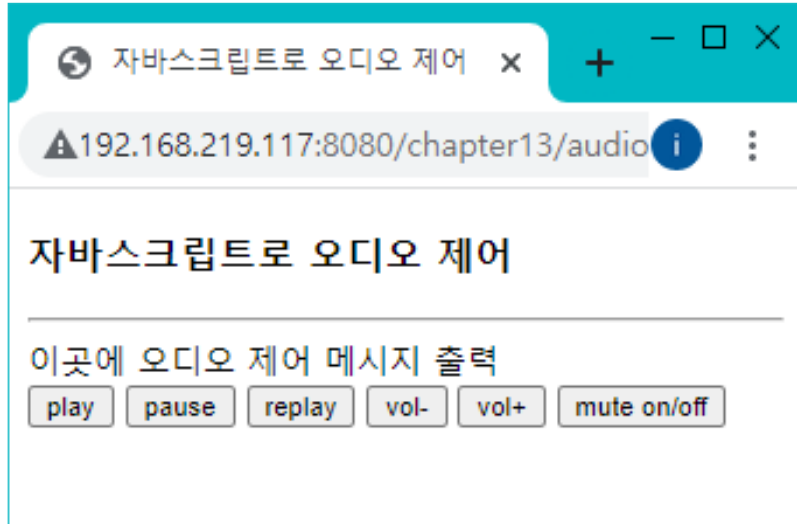 자바스크립트로 오디오 제어
192.168.219.117:8080/chapter13/audio
자바스크립트로 오디오 제어
이곳에 오디오 제어 메시지 출력
play pause replay vol- vol+ mute on/off